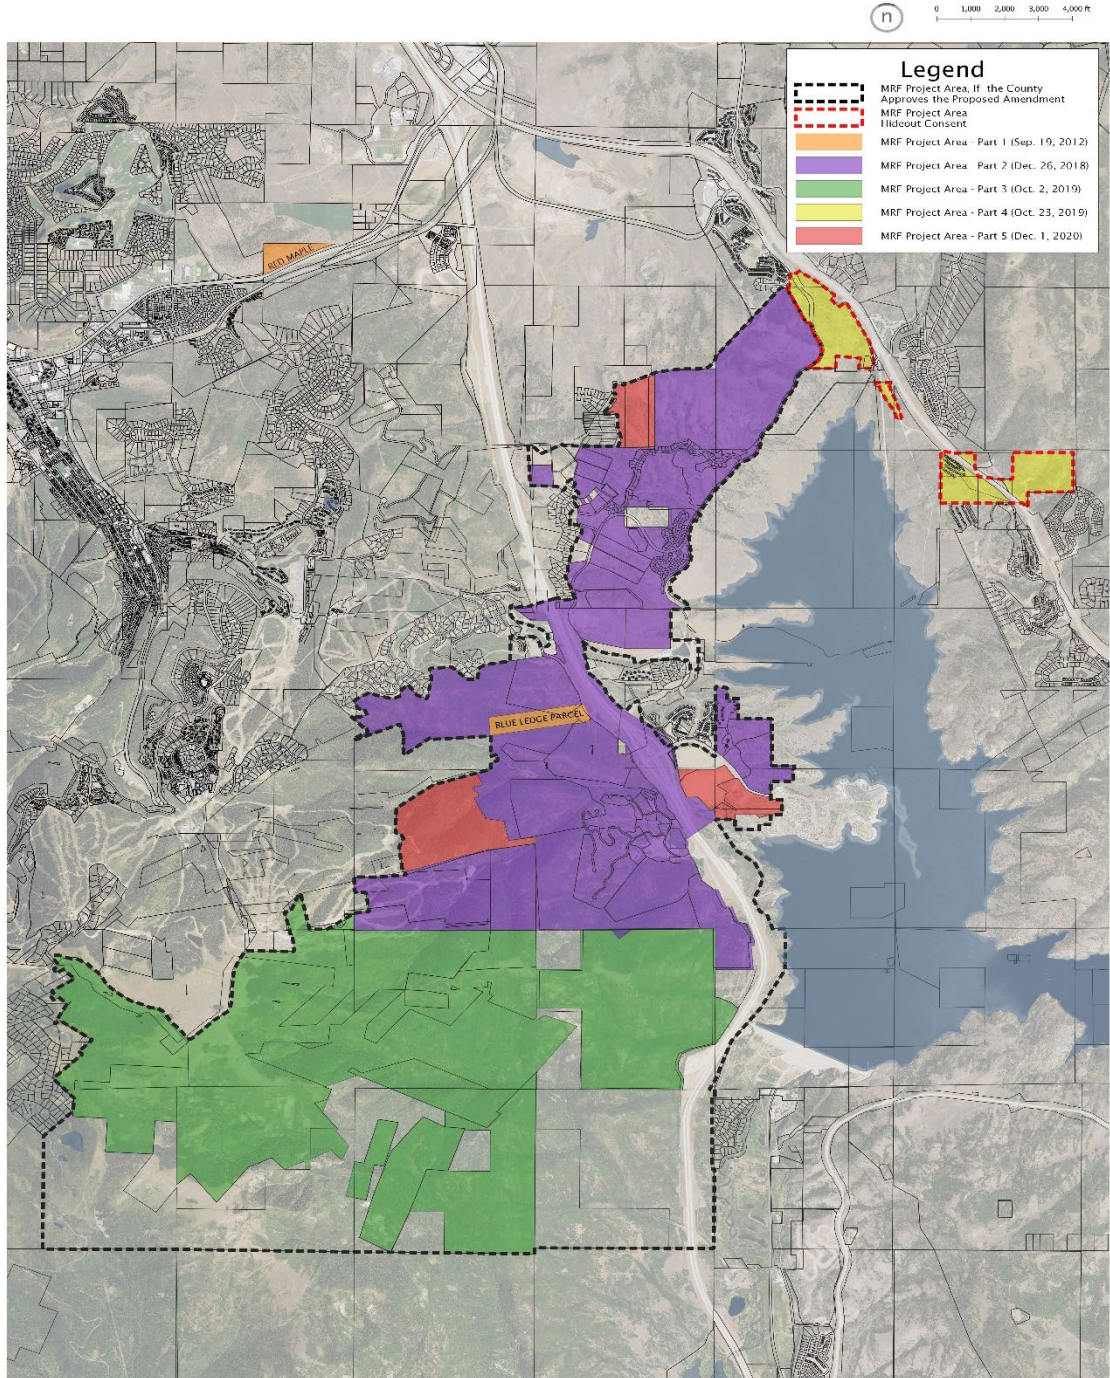 n
0 1,000 2,000 3,000 4,000 ft
Legend
MRF Project Area, If the County
Approves the Proposed Amendment
MRF Project Area
Hideout Consent
MRF Project Area - Part 1 (Sep. 19, 2012)
MRF Project Area - Part 2 (Dec. 26, 2018)
MRF Project Area - Part 3 (Oct. 2, 2019)
MRF Project Area - Part 4 (Oct. 23, 2019)
MRF Project Area - Part 5 (Dec. 1, 2020)
RED MAPLE
BLUE LEDGE PARCEL